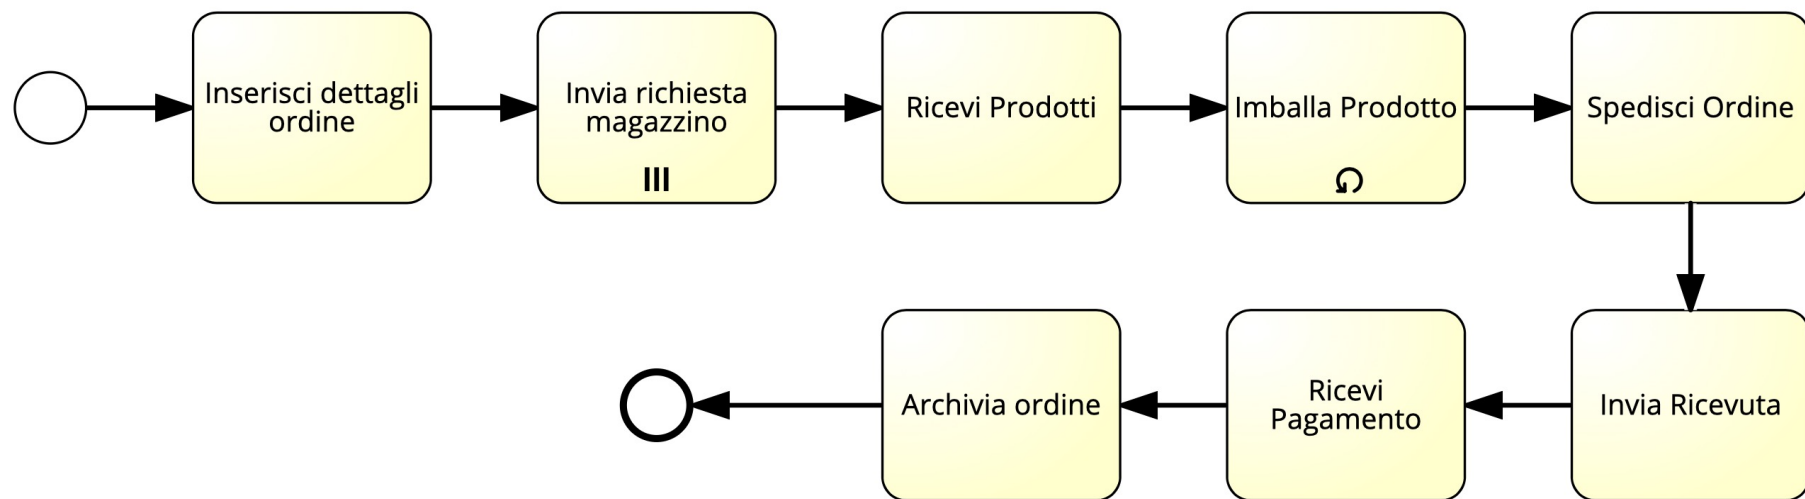 Inserisci dettagli
ordine
Invia richiesta
magazzino
Ricevi Prodotti
Imballa Prodotto
Spedisci Ordine
Invia Ricevuta
Ricevi
Pagamento
Archivia ordine